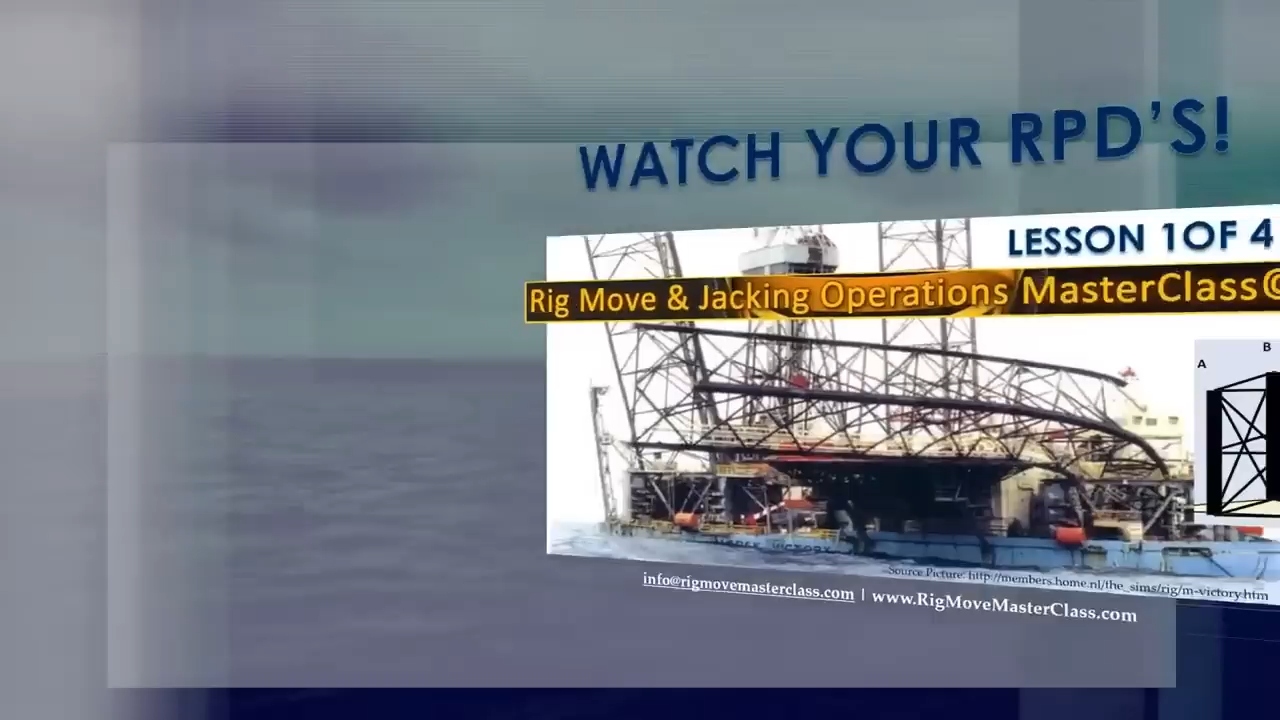 WATCH YOUR RPD'S!
LESSON 1OF 4
Rig Move & Jacking Operations MasterClass©
B
A
Source Picture: http://members.home.nl/the_sims/rig/m-victory.htm
info@rigmovemasterclass.com | www.RigMoveMasterClass.com